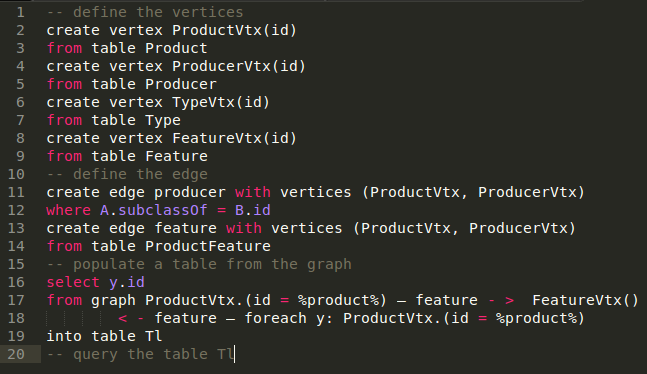 1 -- define the vertices
2 create vertex ProductVtx(id)
3 from table Product
4 create vertex ProducerVtx(id)
5 from table Producer
6 create vertex TypeVtx(id)
7 from table Type
8 create vertex FeatureVtx(id)
9 from table Feature
10 -- define the edge
11 create edge producer with vertices (ProductVtx, ProducerVtx)
12 where A.subclassOf = B.id
13 create edge feature with vertices (ProductVtx, ProducerVtx)
14 from table ProductFeature
15 -- populate a table from the graph
16 select y.id
17 from graph ProductVtx.(id = %product%) – feature - >  FeatureVtx()
18         < - feature – foreach y: ProductVtx.(id = %product%)
19 into table Tl
20 -- query the table Tl